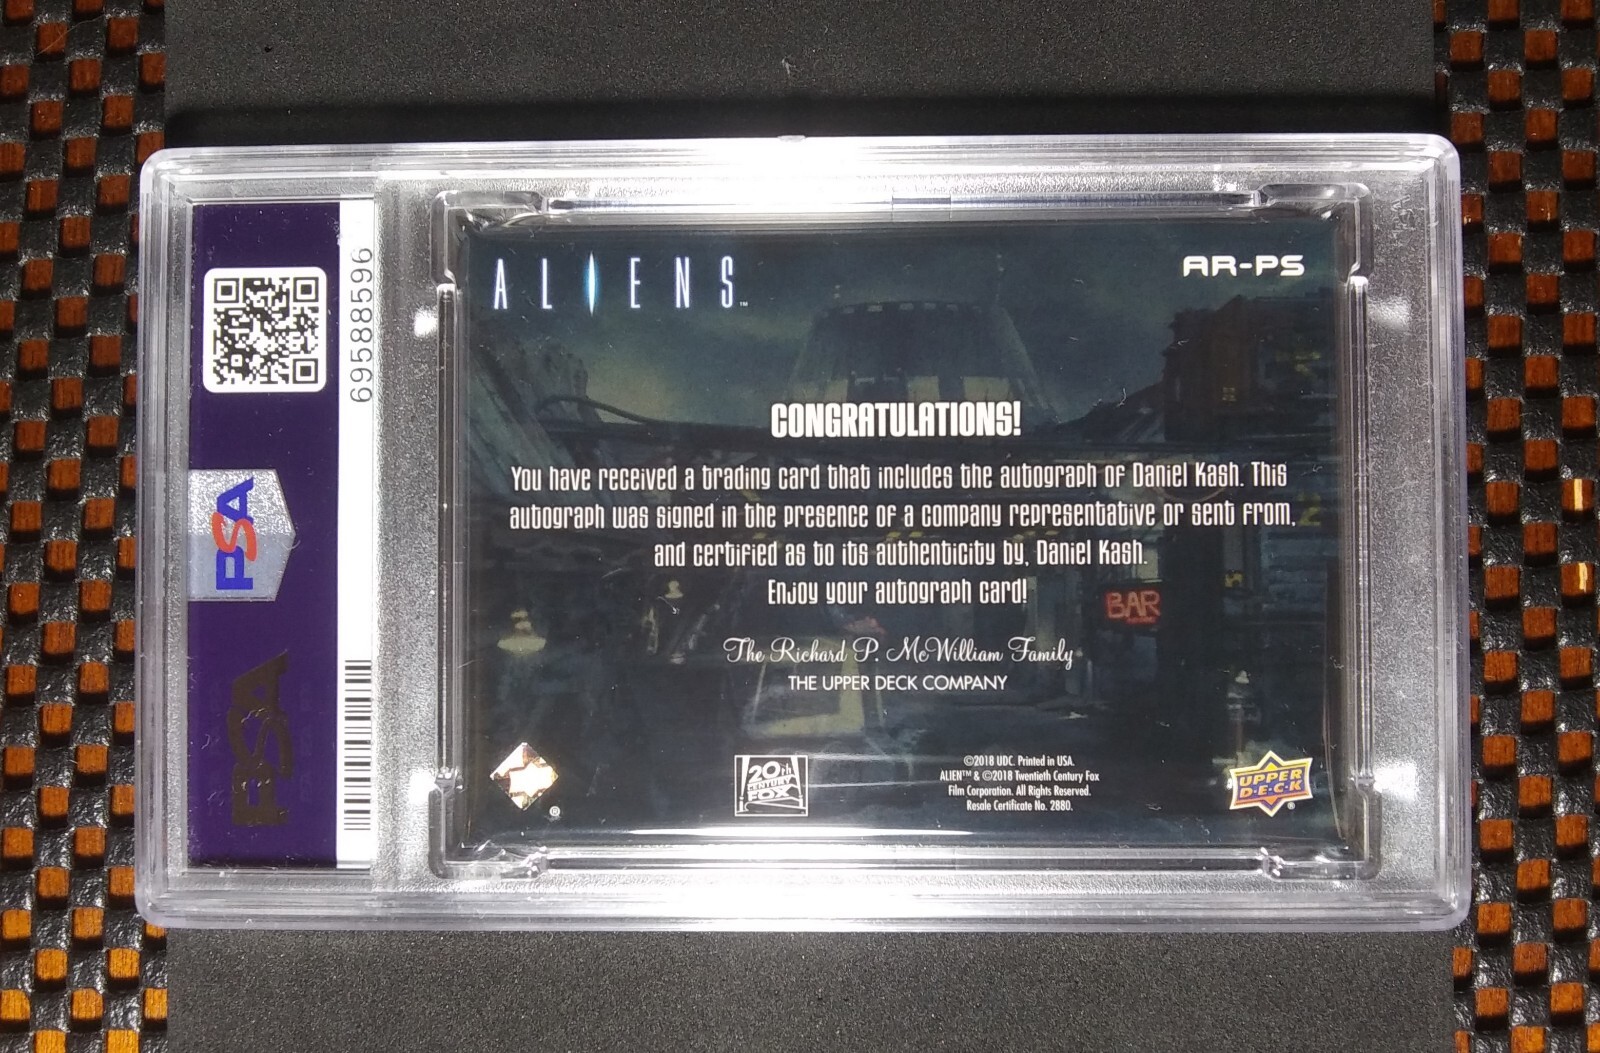 69588596
PSA
PSA
ALIENS™
AR-PS
CONGRATULATIONS!
You have received a trading card that includes the autograph of Daniel Kash. This
autograph was signed in the presence of a company representative or sent from,
and certified as to its authenticity by, Daniel Kash.
Enjoy your autograph card!
BAR
The Richard P. McWilliam Family
THE UPPER DECK COMPANY
®
20th
CENTURY
FOX
©2018 UDC. Printed in USA.
ALIEN™ & ©2018 Twentieth Century Fox
Film Corporation. All Rights Reserved.
Resale Certificate No. 2880.
UPPER
D·E·C·K
®